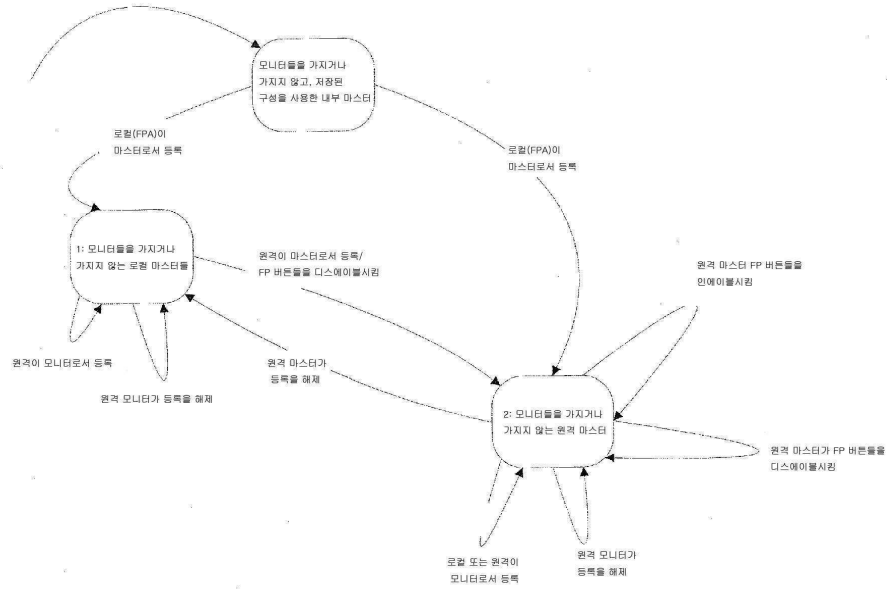 모니터들을 가지거나
가지지 않고, 저장된
구성을 사용한 내부 마스터
로컬(FPA)이
마스터로서 등록
로컬(FPA)이
마스터로서 등록
1: 모니터들을 가지거나
가지지 않는 로컬 마스터들
원격이 마스터로서 등록/
FP 버튼들을 디스에이블시킴
원격 마스터 FP 버튼들을
인에이블시킴
원격이 모니터로서 등록
원격 모니터가 등록을 해제
원격 마스터가
등록을 해제
2: 모니터들을 가지거나
가지지 않는 원격 마스터
원격 마스터가 FP 버튼들을
디스에이블시킴
로컬 또는 원격이
모니터로서 등록
원격 모니터가
등록을 해제